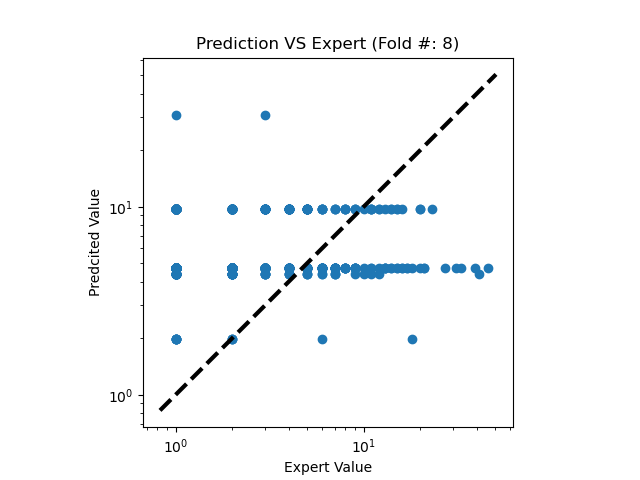 Prediction VS Expert (Fold #: 8)
10¹
10⁰
Predcited Value
10⁰ 10¹
Expert Value